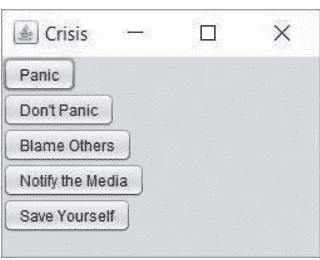 Crisis
Panic
Don't Panic
Blame Others
Notify the Media
Save Yourself